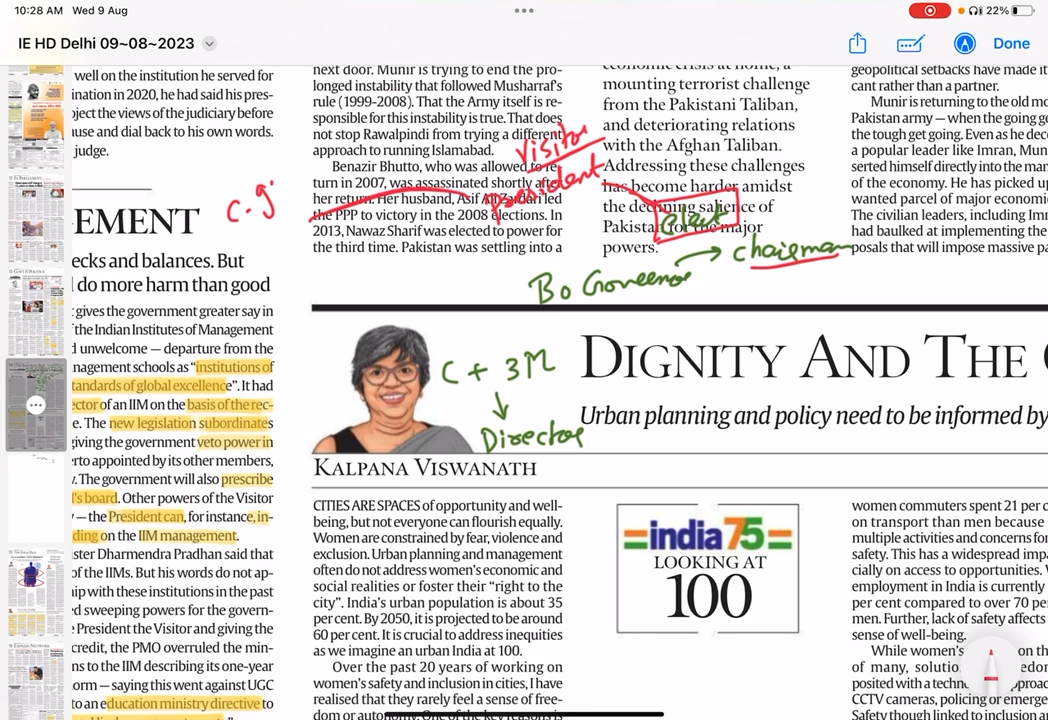 10:28 AM Wed 9 Aug
22%
IE HD Delhi 09~08~2023
Done
well on the institution he served for
ination in 2020, he had said his pres-
ject the views of the judiciary before
use and dial back to his own words.
judge.
EMENT
ecks and balances. But
do more harm than good
gives the government greater say in
the Indian Institutes of Management
unwelcome — departure from the
nagement schools as “institutions of
tandards of global excellence”. It had
ector of an IIM on the basis of the rec-
e. The new legislation subordinates
giving the government veto power in
erto appointed by its other members,
. The government will also prescribe
's board. Other powers of the Visitor
— the President can, for instance, in-
ding on the IIM management.
ster Dharmendra Pradhan said that
of the IIMs. But his words do not ap-
ip with these institutions in the past
ed sweeping powers for the govern-
President the Visitor and giving the
credit, the PMO overruled the min-
ns to the IIM describing its one-year
orm — saying this went against UGC
to an education ministry directive to
next door. Munir is trying to end the pro-
longed instability that followed Musharraf's
rule (1999-2008). That the Army itself is re-
sponsible for this instability is true. That does
not stop Rawalpindi from trying a different
approach to running Islamabad.
Benazir Bhutto, who was allowed to re-
turn in 2007, was assassinated shortly after
her return. Her husband, Asif Ali Zardari led
the PPP to victory in the 2008 elections. In
2013, Nawaz Sharif was elected to power for
the third time. Pakistan was settling into a
economic crisis at home, a
mounting terrorist challenge
from the Pakistani Taliban,
and deteriorating relations
with the Afghan Taliban.
Addressing these challenges
has become harder amidst
the declining salience of
Pakistan for the major
powers.
geopolitical setbacks have made it
cant rather than a partner.
Munir is returning to the old mo
Pakistan army — when the going ge
the tough get going. Even as he dec
a popular leader like Imran, Mun
serted himself directly into the man
of the economy. He has picked up
wanted parcel of major economi
The civilian leaders, including Imr
had baulked at implementing the
posals that will impose massive pa
visitor
President
C.g
elect
Bo Governor → chairman
C + 3M
↓
Director
DIGNITY AND THE
Urban planning and policy need to be informed by
KALPANA VISWANATH
CITIES ARE SPACES of opportunity and well-
being, but not everyone can flourish equally.
Women are constrained by fear, violence and
exclusion. Urban planning and management
often do not address women's economic and
social realities or foster their “right to the
city”. India's urban population is about 35
per cent. By 2050, it is projected to be around
60 per cent. It is crucial to address inequities
as we imagine an urban India at 100.
Over the past 20 years of working on
women's safety and inclusion in cities, I have
realised that they rarely feel a sense of free-
dom or autonomy. One of the key reasons is
india 75
LOOKING AT
100
women commuters spent 21 per c
on transport than men because
multiple activities and concerns for
safety. This has a widespread impa
cially on access to opportunities. W
employment in India is currently
per cent compared to over 70 pe
men. Further, lack of safety affects
sense of well-being.
While women's on th
of many, solutio edom
posited with a techn pproac
CCTV cameras, policing or emerge
Safety though linked to inclusion an